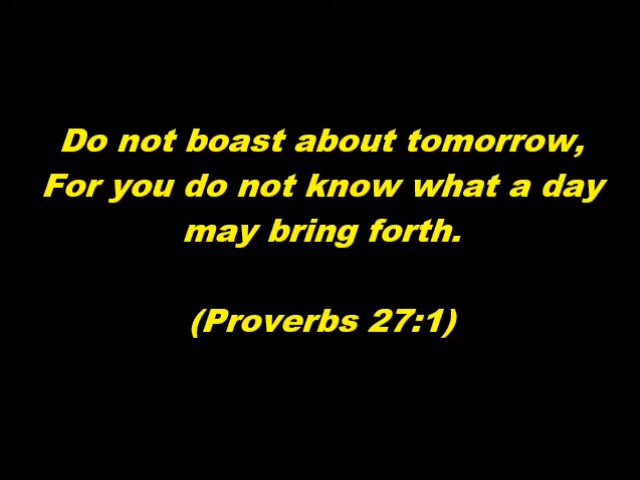 Do not boast about tomorrow,
For you do not know what a day
may bring forth.
(Proverbs 27:1)